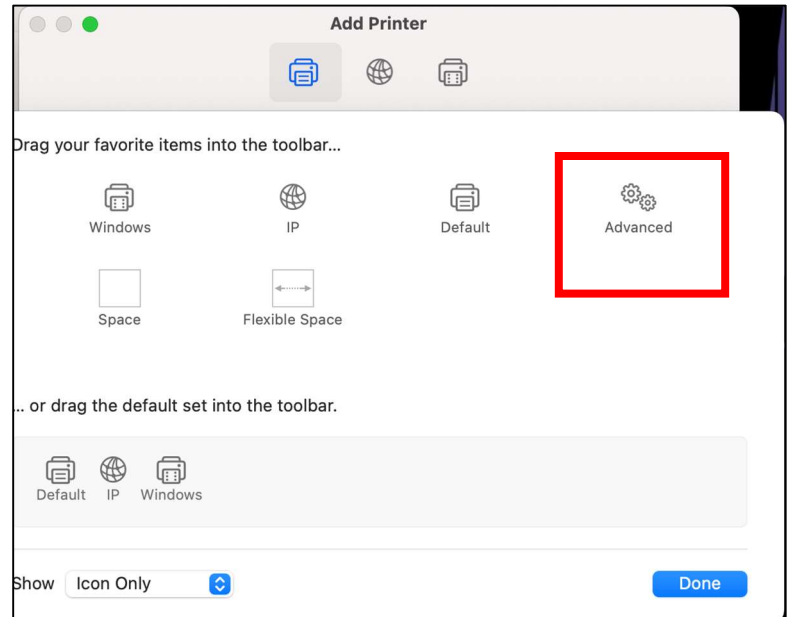 Add Printer
Drag your favorite items into the toolbar...
Windows
IP
Default
Advanced
Space
Flexible Space
... or drag the default set into the toolbar.
Default IP Windows
Show Icon Only
Done